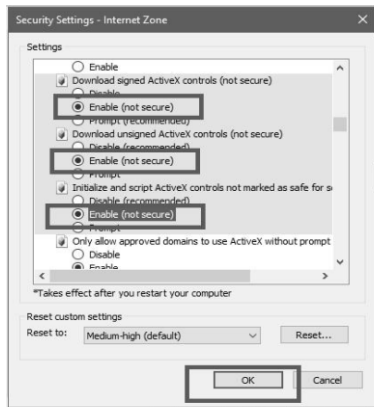 Security Settings - Internet Zone
Settings
Enable
Download signed ActiveX controls (not secure)
Disable
Enable (not secure)
Prompt (recommended)
Download unsigned ActiveX controls (not secure)
Disable (recommended)
Enable (not secure)
Prompt
Initialize and script ActiveX controls not marked as safe for s
Disable (recommended)
Enable (not secure)
Prompt
Only allow approved domains to use ActiveX without prompt
Disable
Enable
*Takes effect after you restart your computer
Reset custom settings
Reset to: Medium-high (default) Reset...
OK Cancel